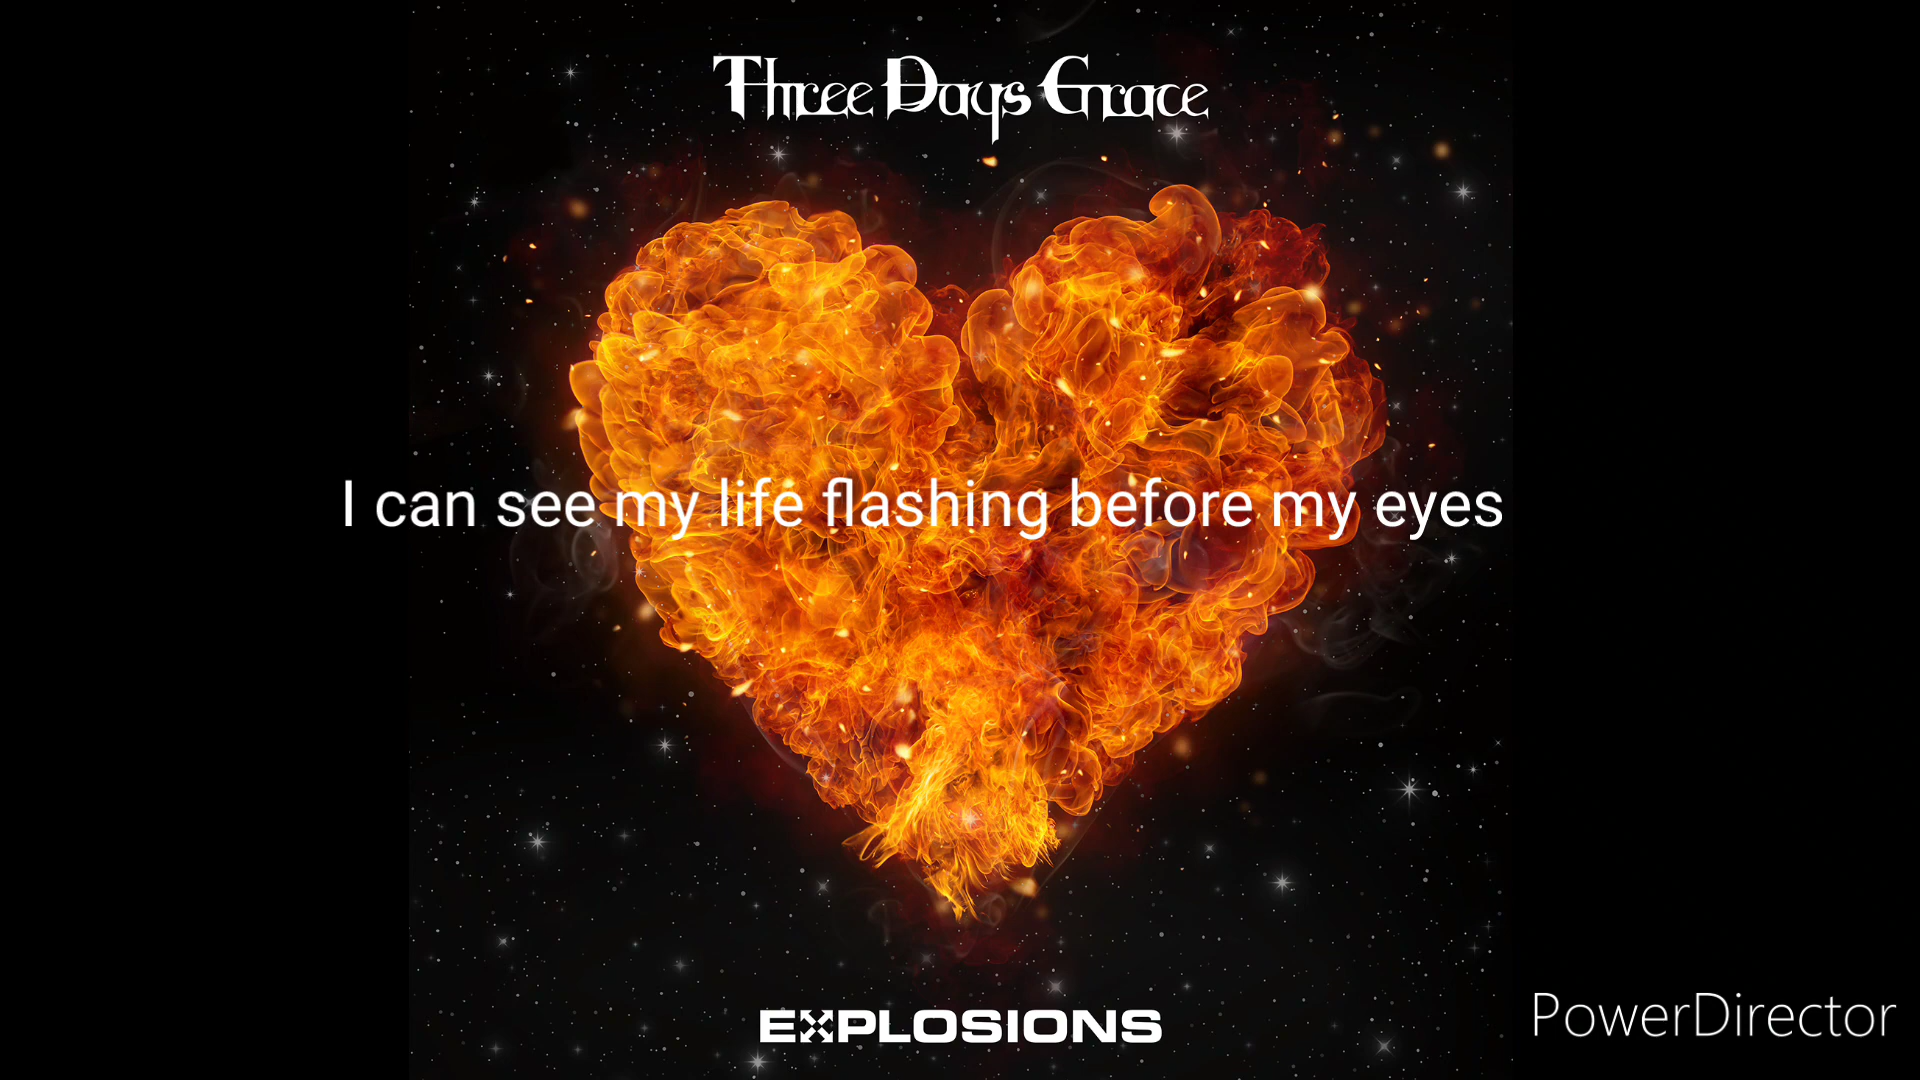 Three Days Grace
I can see my life flashing before my eyes
EXPLOSIONS
PowerDirector